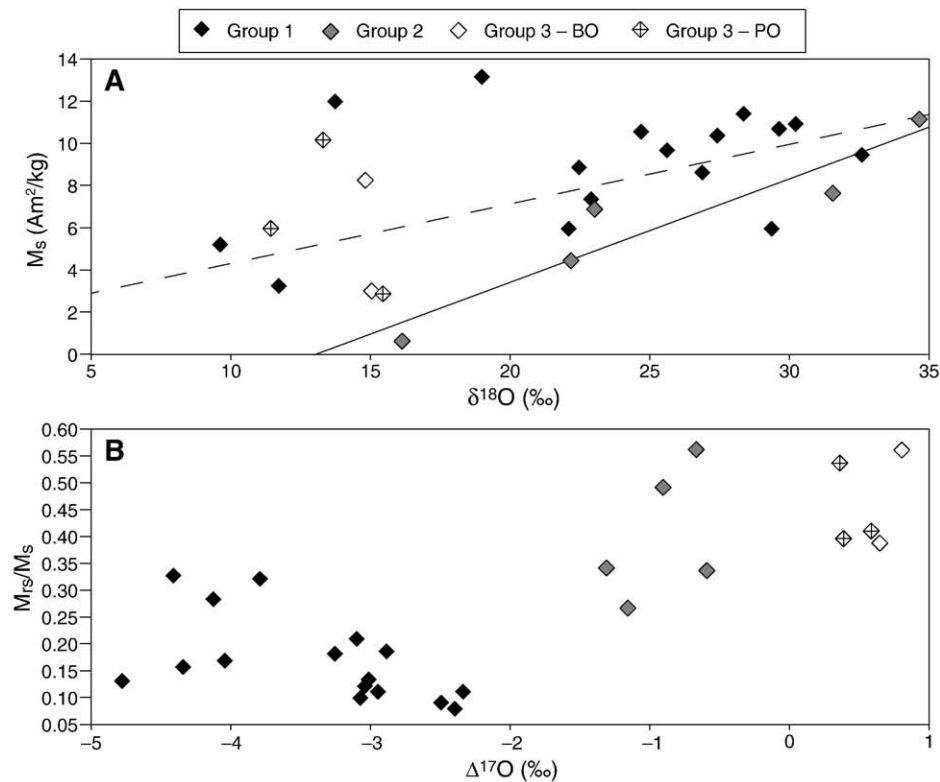 Group 1 Group 2 Group 3 – BO Group 3 – PO
A
14
12
10
8
6
4
2
0
Ms (Am²/kg)
5 10 15 20 25 30 35
δ¹⁸O (‰)
B
0.60
0.55
0.50
0.45
0.40
0.35
0.30
0.25
0.20
0.15
0.10
0.05
Mrs/Ms
–5 –4 –3 –2 –1 0 1
Δ¹⁷O (‰)